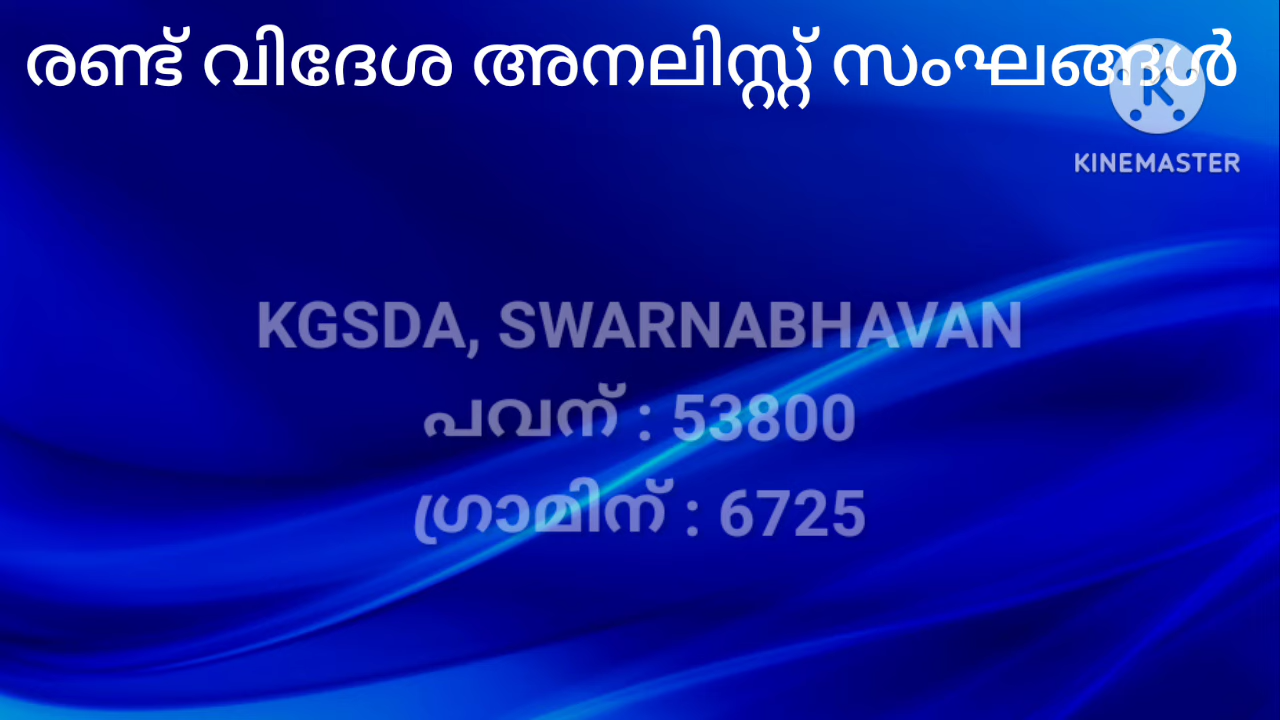 രണ്ട് വിദേശ അനലിസ്റ്റ് സംഘങ്ങൾ
KINEMASTER
KGSDA, SWARNABHAVAN
പവന് : 53800
ഗ്രാമിന് : 6725